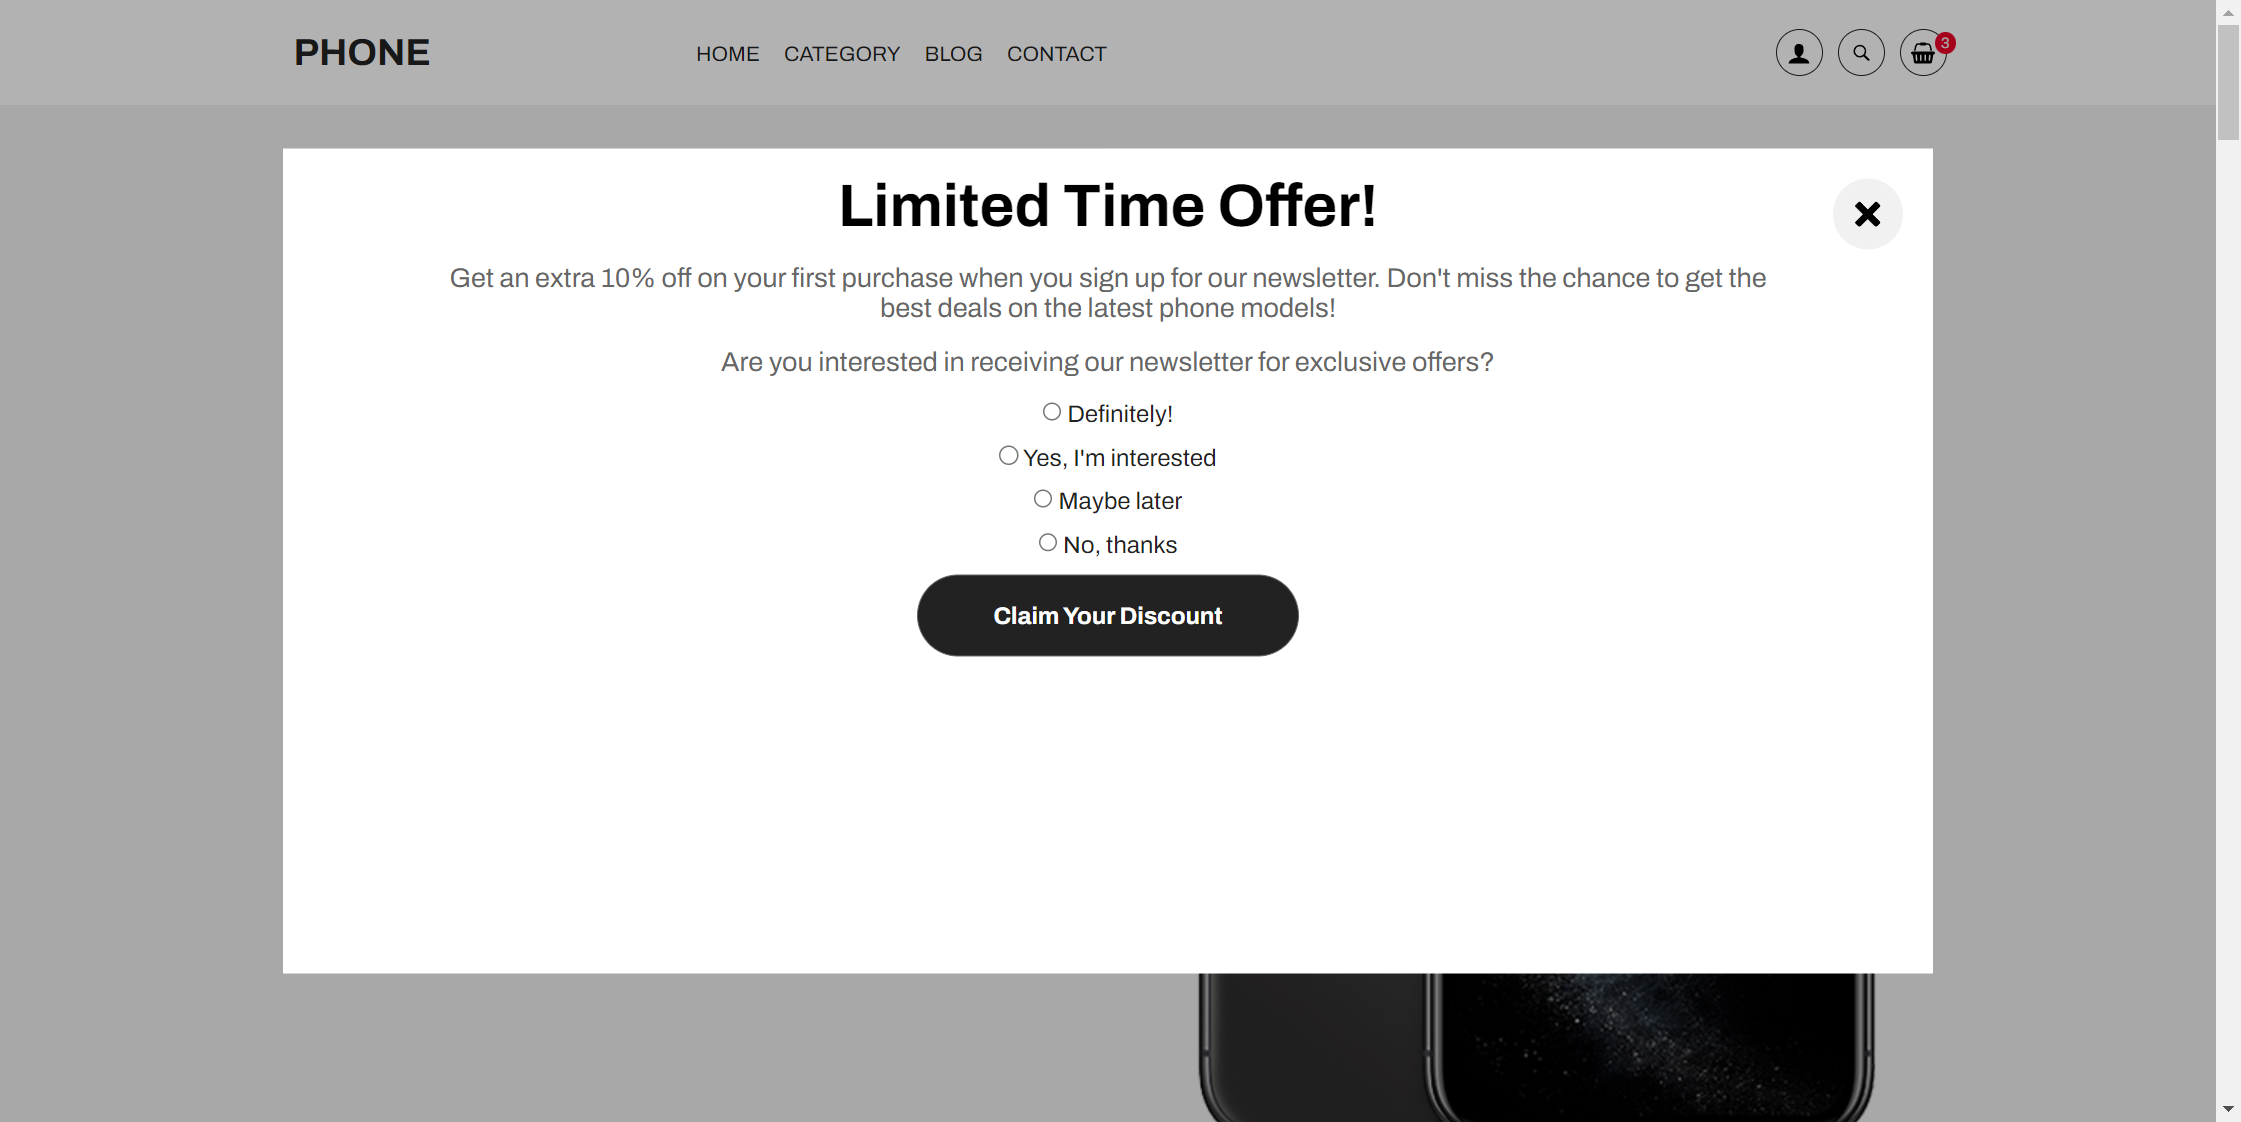 PHONE
HOME CATEGORY BLOG CONTACT
3
Limited Time Offer!
Get an extra 10% off on your first purchase when you sign up for our newsletter. Don't miss the chance to get the
best deals on the latest phone models!
Are you interested in receiving our newsletter for exclusive offers?
Definitely!
Yes, I'm interested
Maybe later
No, thanks
Claim Your Discount